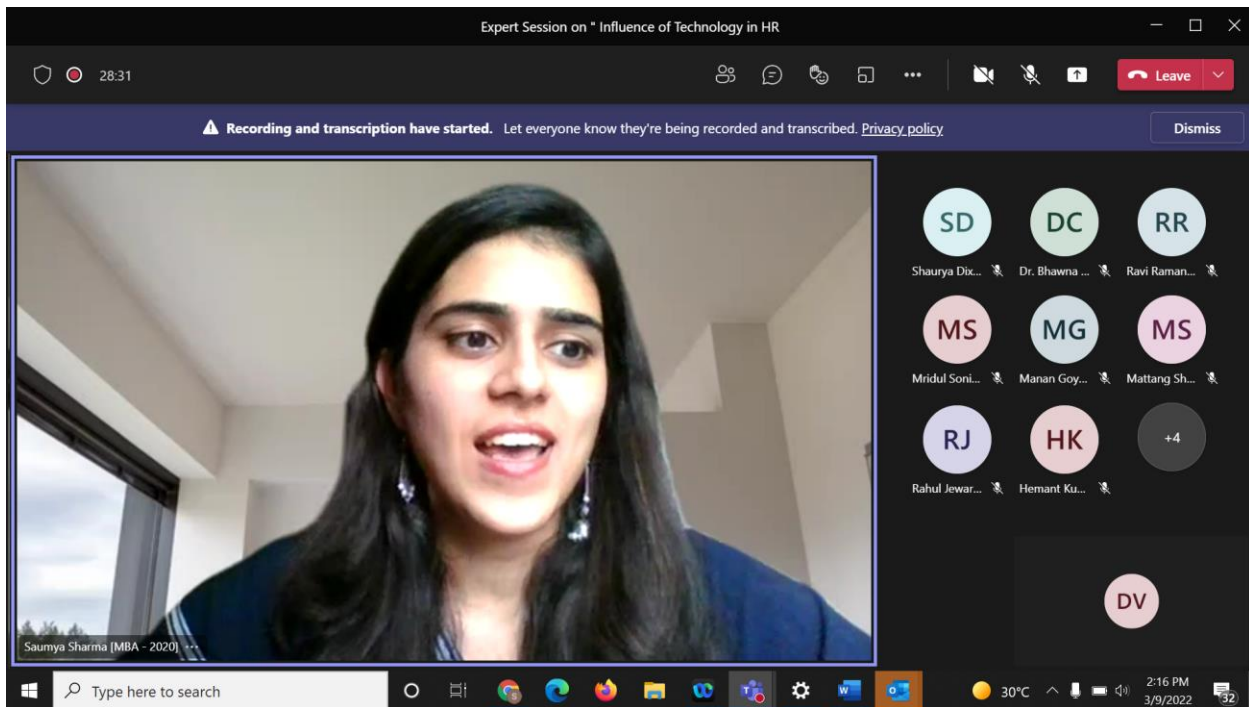 Expert Session on " Influence of Technology in HR
28:31
Leave
Recording and transcription have started. Let everyone know they're being recorded and transcribed. Privacy policy
Dismiss
SD DC RR
Shaurya Dix... Dr. Bhawna ... Ravi Raman...
MS MG MS
Mridul Soni... Manan Goy... Mattang Sh...
RJ HK +4
Rahul Jewar... Hemant Ku...
DV
Saumya Sharma [MBA - 2020] ...
Type here to search
30°C
2:16 PM
3/9/2022
32